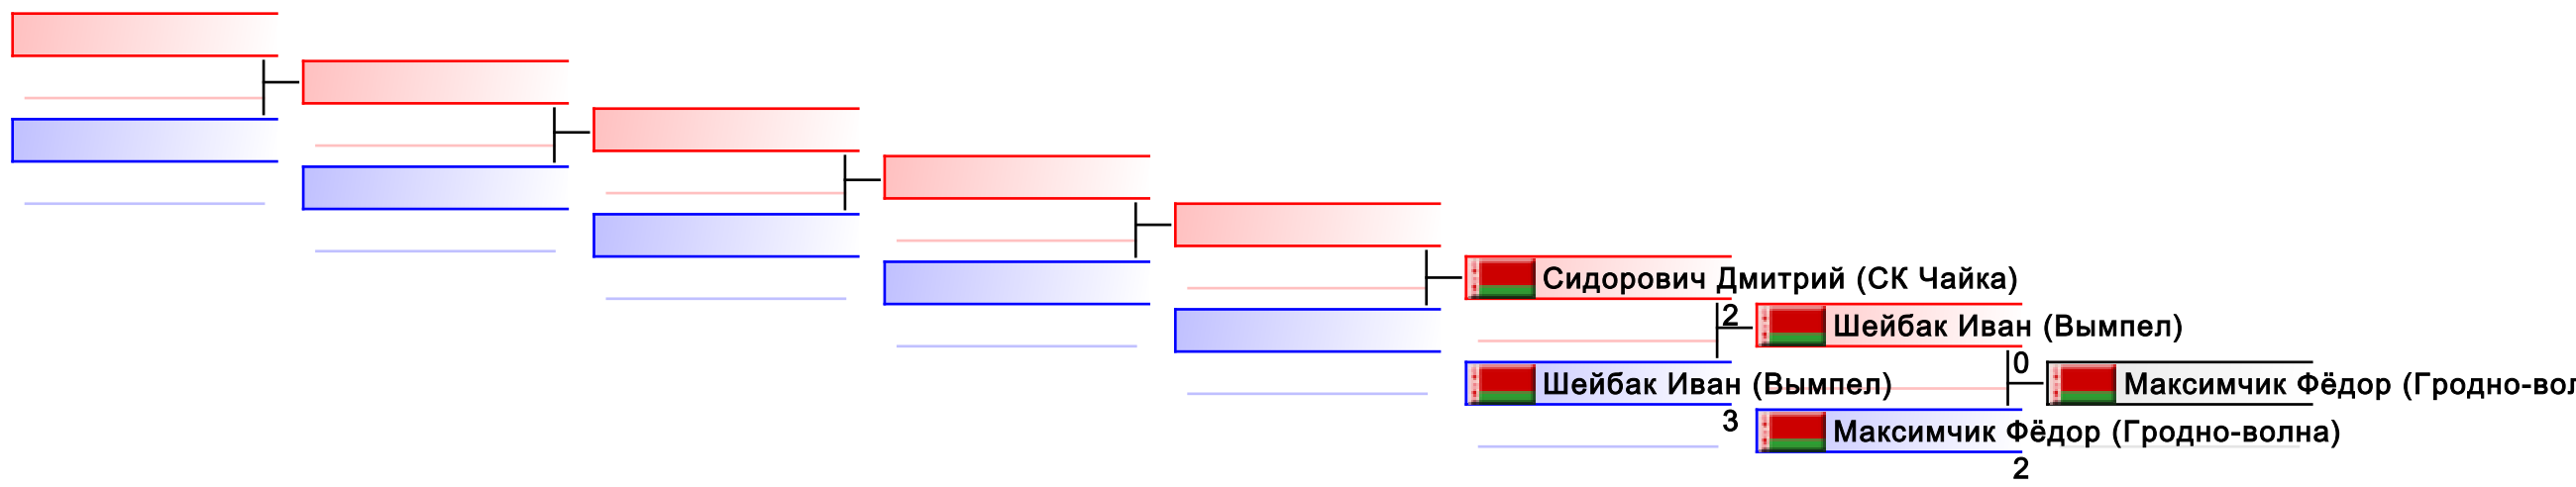 Сидорович Дмитрий (СК Чайка)
2
Шейбак Иван (Вымпел)
3
Шейбак Иван (Вымпел)
0
Максимчик Фёдор (Гродно-волна)
2
Максимчик Фёдор (Гродно-вол